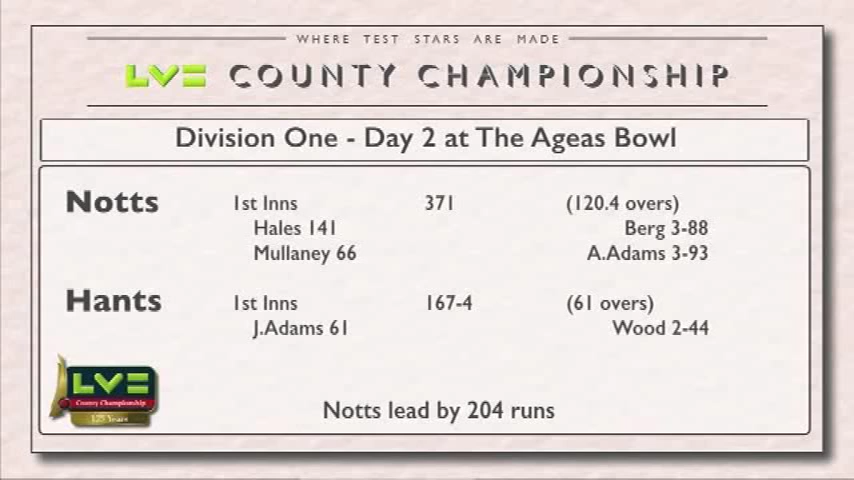 WHERE TEST STARS ARE MADE
LV= COUNTY CHAMPIONSHIP
Division One - Day 2 at The Ageas Bowl
Notts 1st Inns 371 (120.4 overs)
Hales 141 Berg 3-88
Mullaney 66 A.Adams 3-93
Hants 1st Inns 167-4 (61 overs)
J.Adams 61 Wood 2-44
LV=
County Championship
125 Years
Notts lead by 204 runs